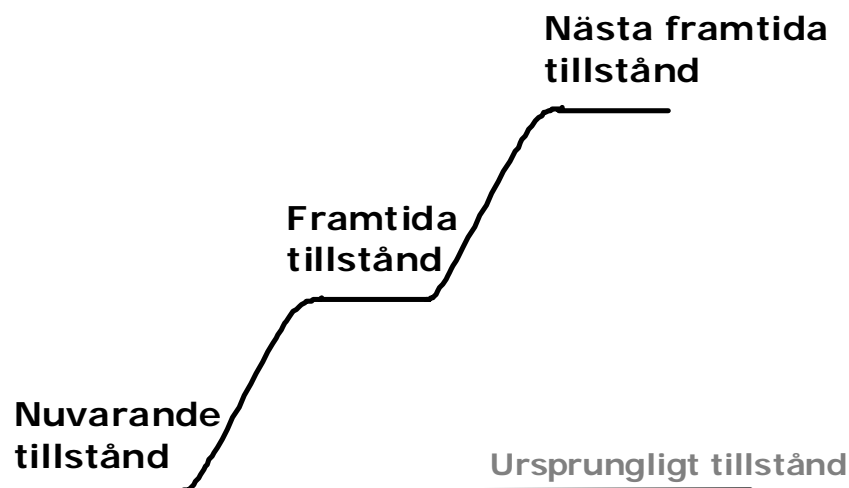 Nästa framtida
tillstånd
Framtida
tillstånd
Nuvarande
tillstånd
Ursprungligt tillstånd